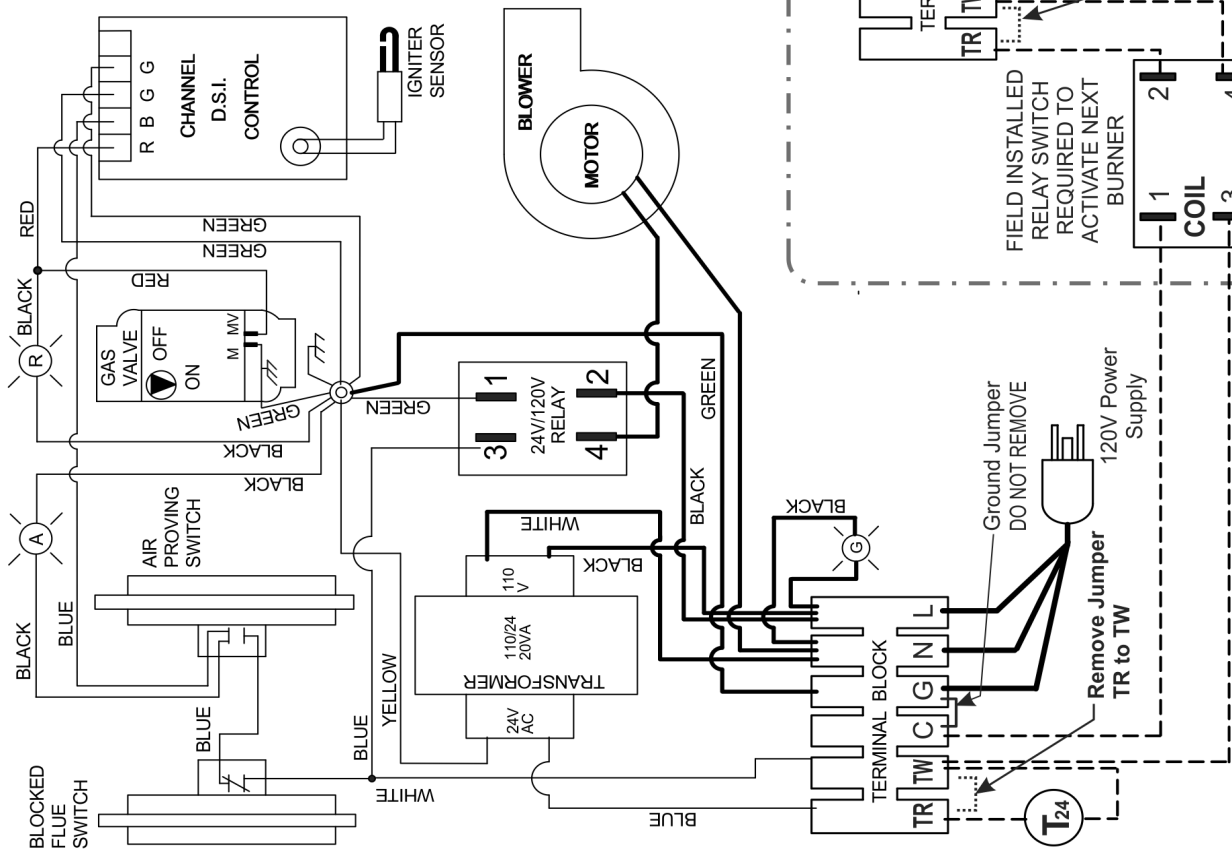 BLOCKED
FLUE
SWITCH
BLUE
BLACK
BLUE
AIR
PROVING
SWITCH
A
BLACK
BLACK
R
BLACK
RED
GAS
VALVE
OFF
ON
M
MV
RED
GREEN
GREEN
GREEN
GREEN
R
B
G
G
CHANNEL
D.S.I.
CONTROL
IGNITER
SENSOR
BLOWER
MOTOR
WHITE
BLUE
YELLOW
BLUE
24V
AC
TRANSFORMER
110/24
20VA
110
V
WHITE
BLACK
3
1
24V/120V
RELAY
4
2
BLACK
GREEN
BLACK
G
TERMINAL BLOCK
TR
TW
C
G
N
L
T24
Remove Jumper
TR to TW
Ground Jumper
DO NOT REMOVE
120V Power
Supply
FIELD INSTALLED
RELAY SWITCH
REQUIRED TO
ACTIVATE NEXT
BURNER
1
2
COIL
3
TR